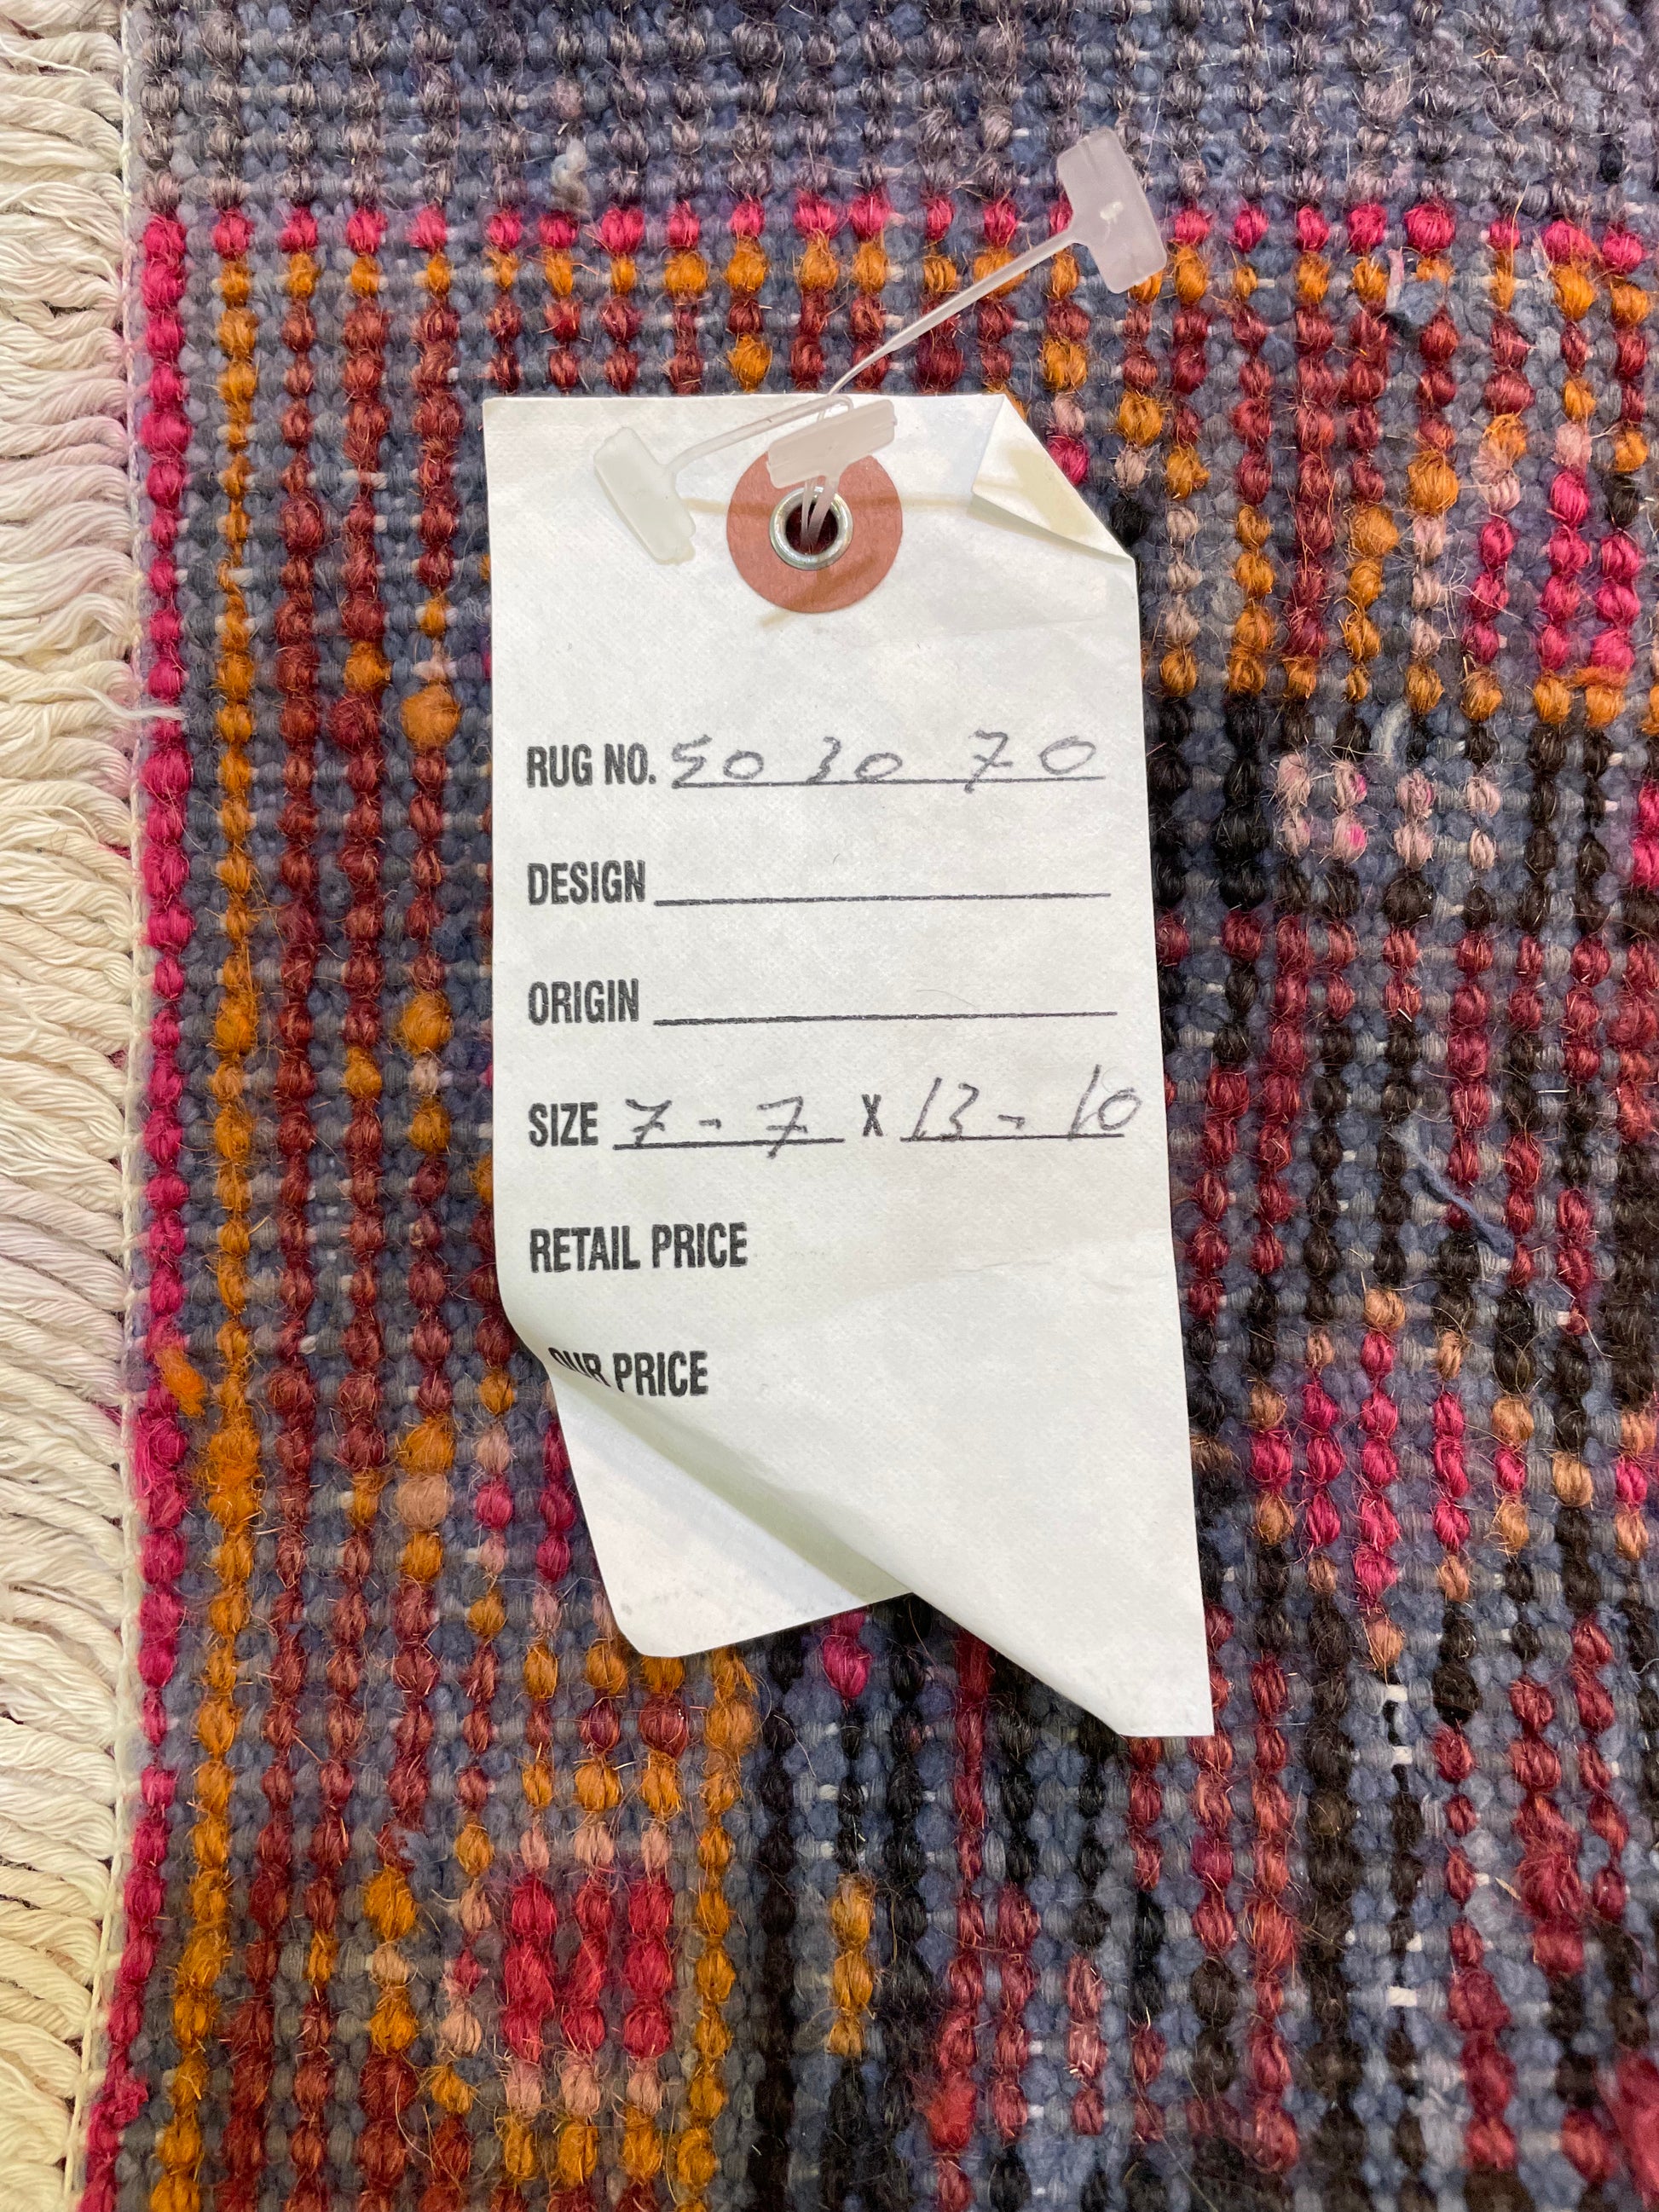 RUG NO. 50 30 70
DESIGN
ORIGIN
SIZE 7 - 7 X 13 - 10
RETAIL PRICE
OUR PRICE